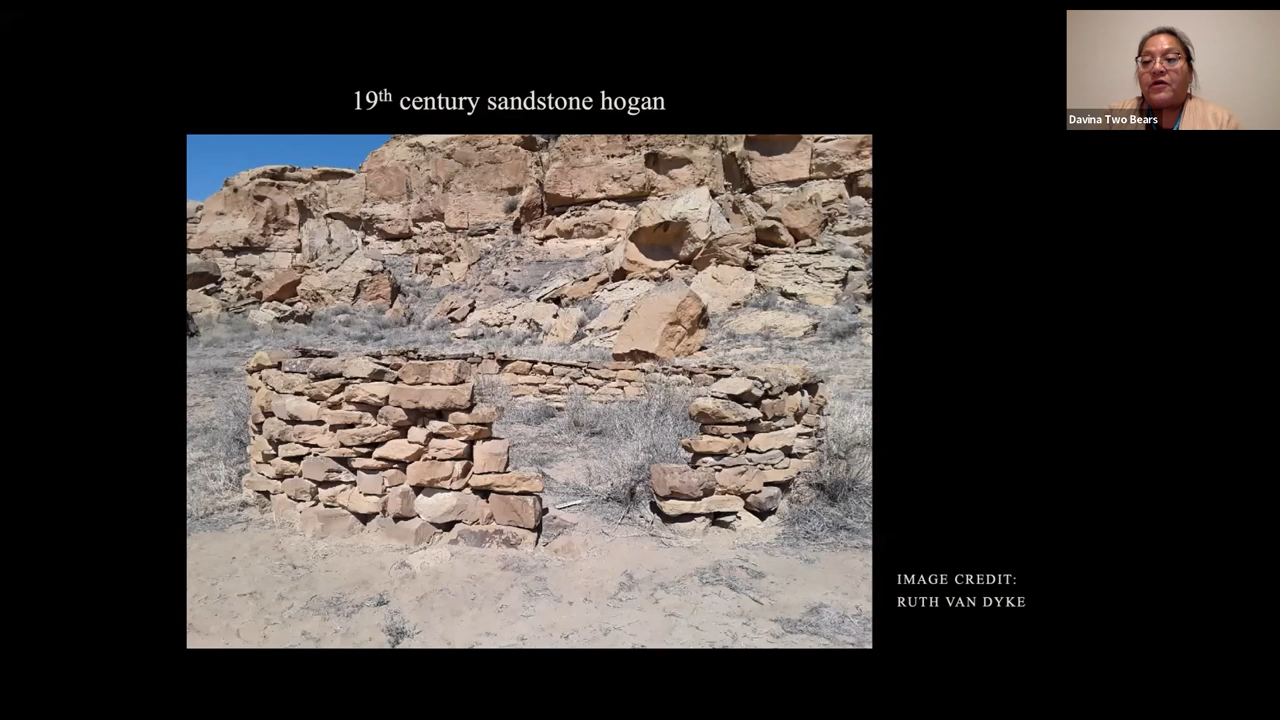 19th century sandstone hogan
Davina Two Bears
IMAGE CREDIT:
RUTH VAN DYKE